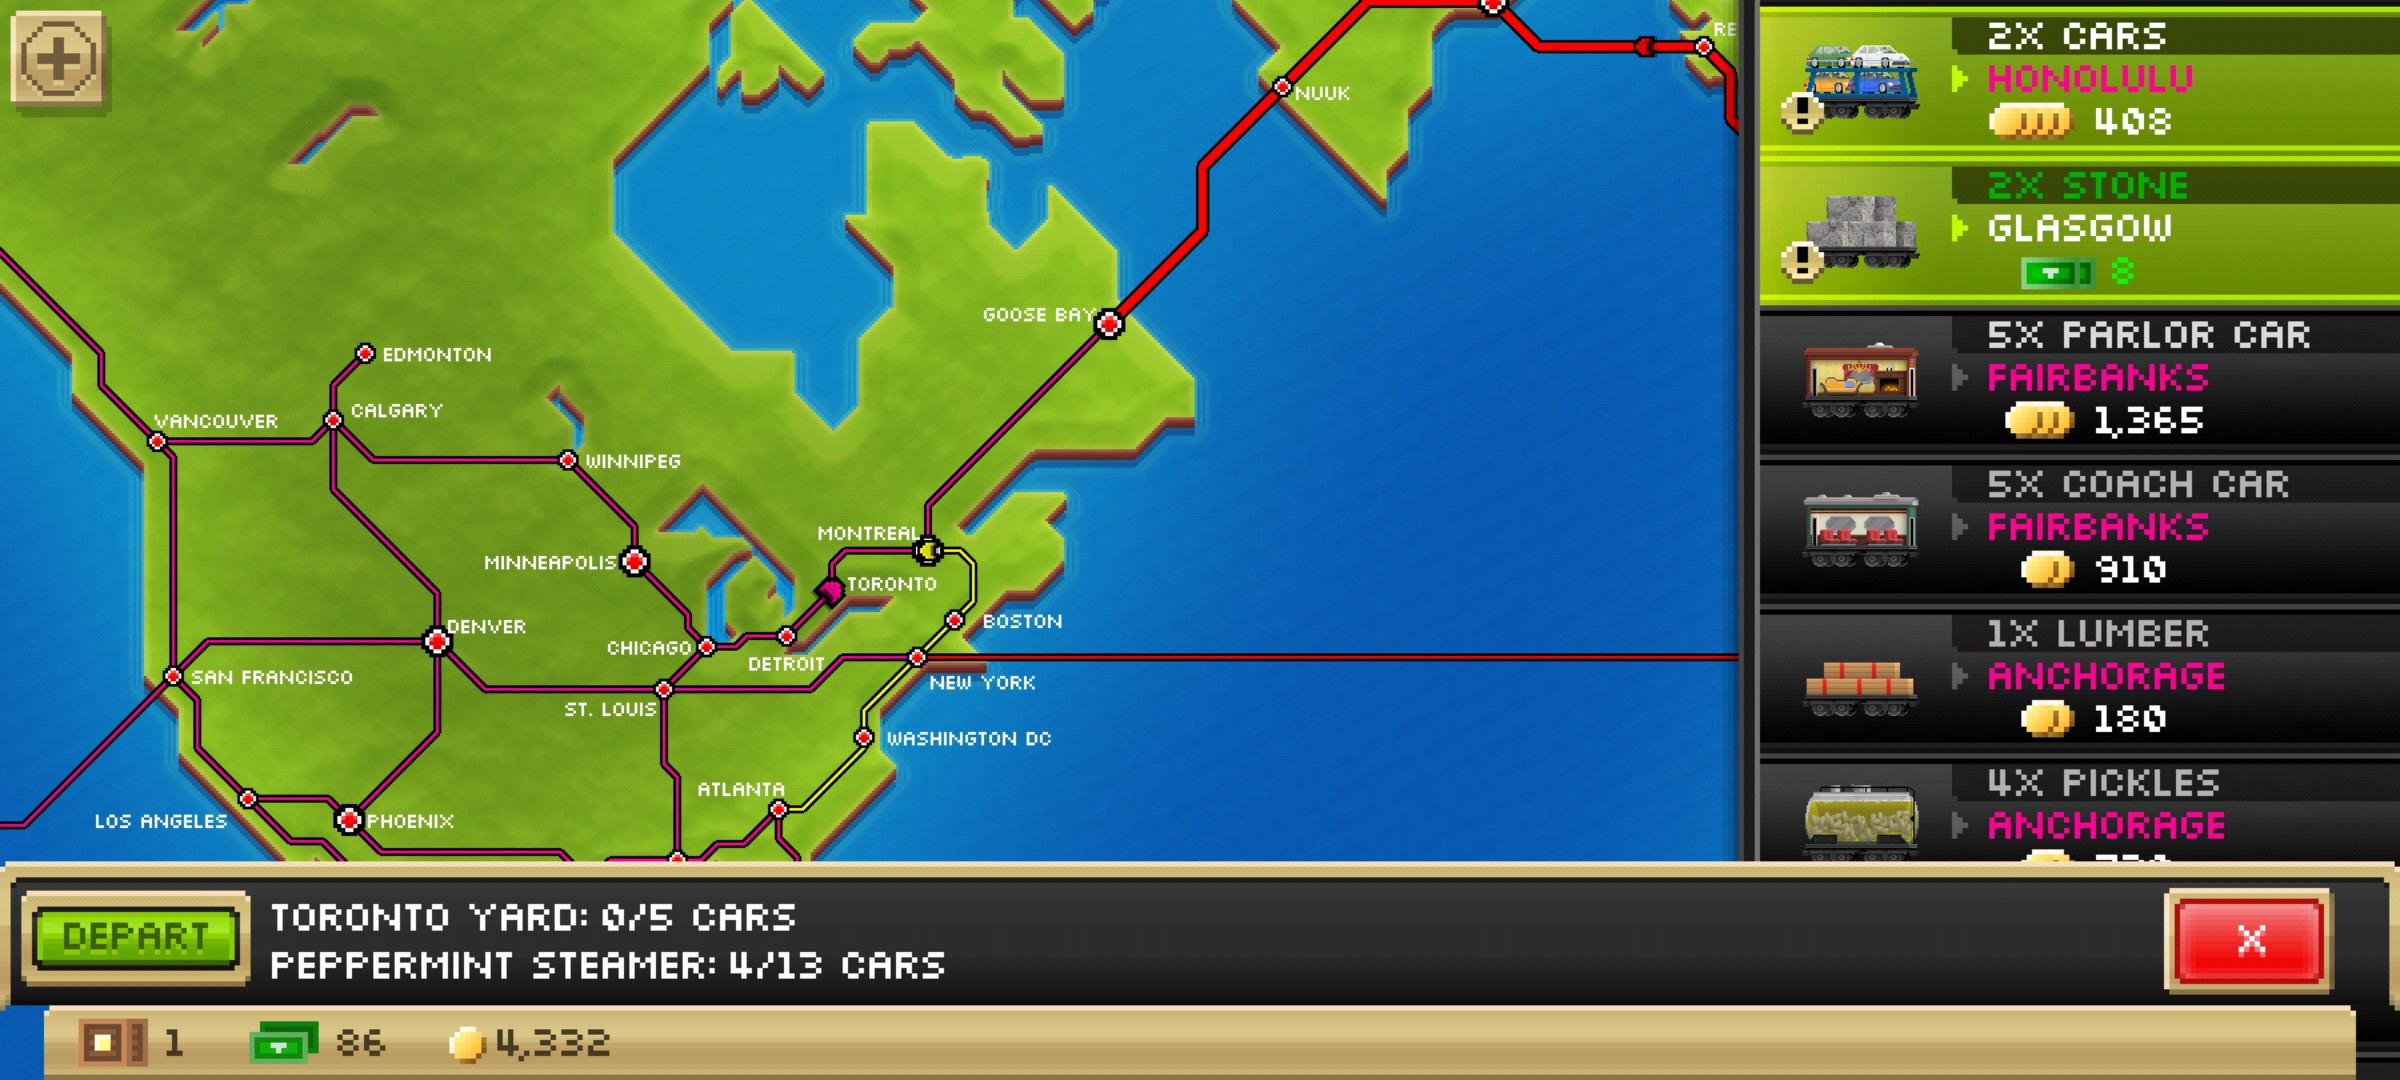 RE
NUUK
GOOSE BAY
EDMONTON
VANCOUVER
CALGARY
WINNIPEG
MONTREAL
MINNEAPOLIS
TORONTO
BOSTON
DENVER
CHICAGO
DETROIT
SAN FRANCISCO
NEW YORK
ST. LOUIS
WASHINGTON DC
ATLANTA
LOS ANGELES
PHOENIX
2X CARS
HONOLULU
408
2X STONE
GLASGOW
8
5X PARLOR CAR
FAIRBANKS
1,365
5X COACH CAR
FAIRBANKS
910
1X LUMBER
ANCHORAGE
180
4X PICKLES
ANCHORAGE
DEPART
TORONTO YARD: 0/5 CARS
PEPPERMINT STEAMER: 4/13 CARS
X
1
86
4,332